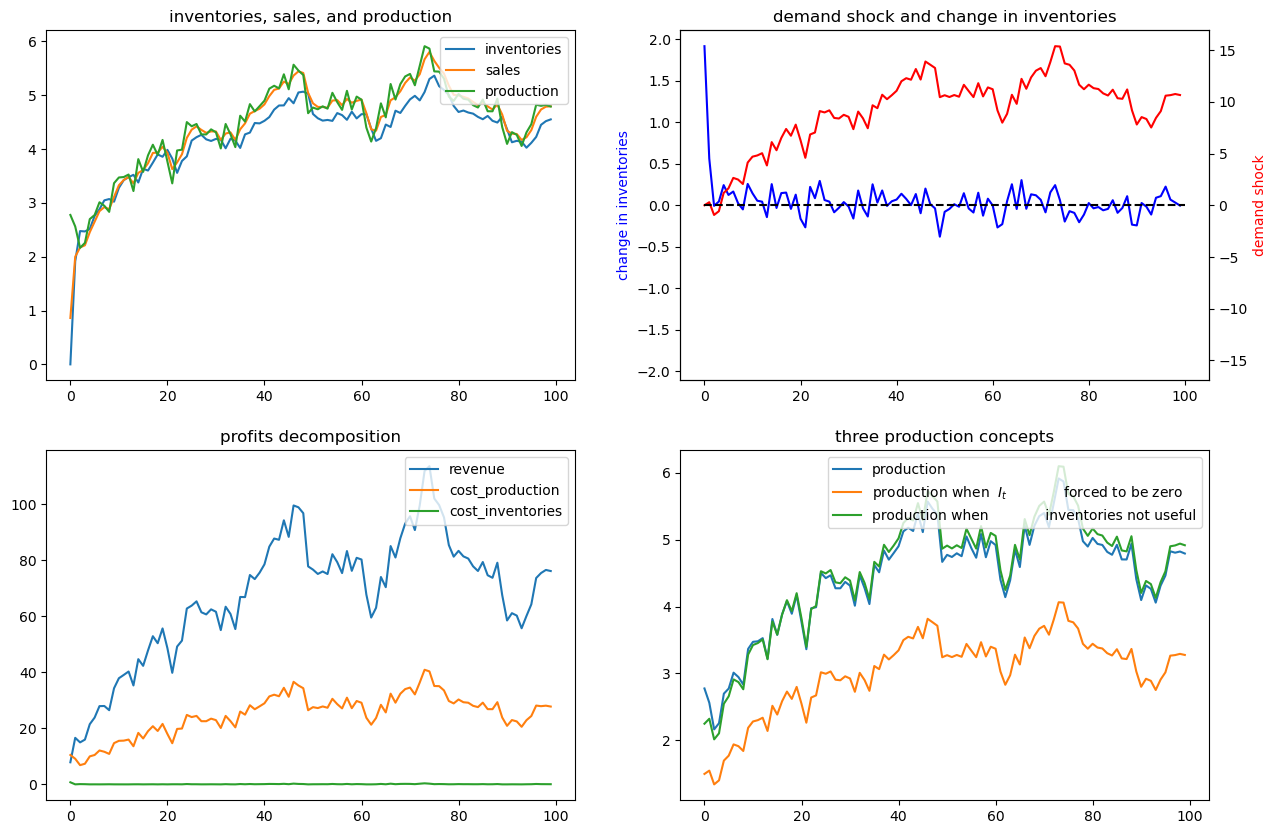 inventories, sales, and production
6
5
4
3
2
1
0
0 20 40 60 80 100
inventories
sales
production
demand shock and change in inventories
change in inventories
2.0
1.5
1.0
0.5
0.0
−0.5
−1.0
−1.5
−2.0
0 20 40 60 80 100
15
10
5
0
−5
−10
−15
demand shock
profits decomposition
100
80
60
40
20
0
0 20 40 60 80 100
revenue
cost_production
cost_inventories
three production concepts
6
5
4
3
2
0 20 40 60 80 100
production
production when I_t forced to be zero
production when inventories not useful